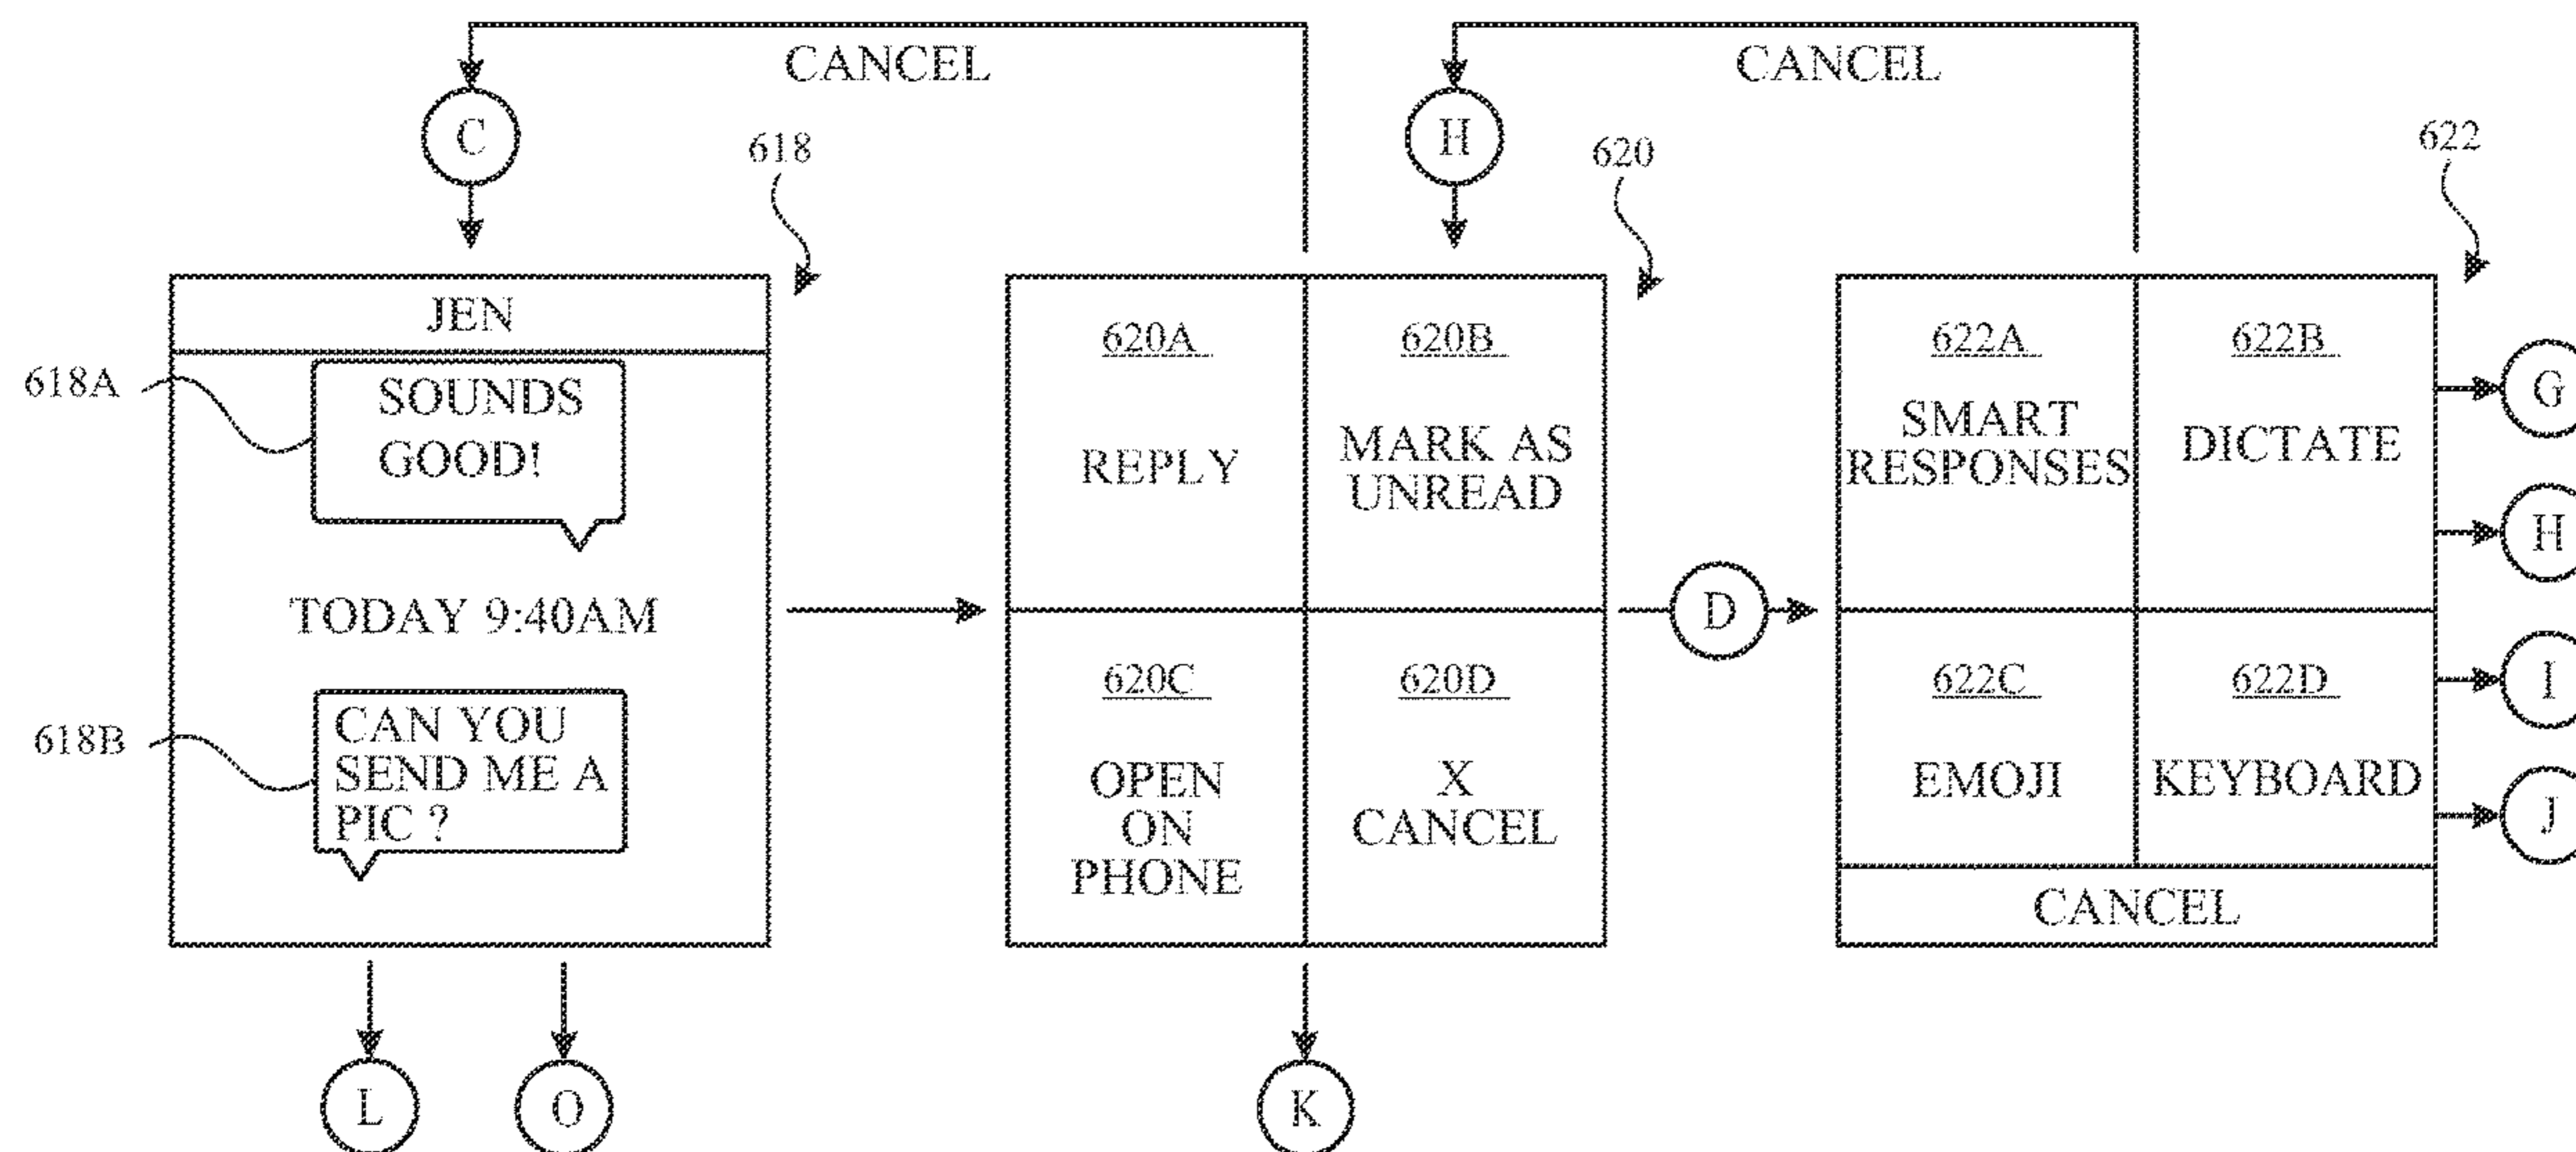 CANCEL
CANCEL
C
618
H
620
622
JEN
618A
SOUNDS
GOOD!
TODAY 9:40AM
618B
CAN YOU
SEND ME A
PIC ?
620A
REPLY
620B
MARK AS
UNREAD
620C
OPEN
ON
PHONE
620D
X
CANCEL
D
622A
SMART
RESPONSES
622B
DICTATE
622C
EMOJI
622D
KEYBOARD
CANCEL
G
H
I
J
L
O
K